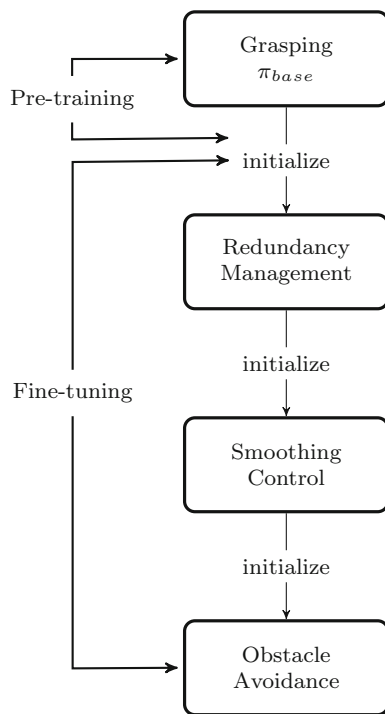 Grasping
π_base
Pre-training
initialize
Redundancy
Management
initialize
Fine-tuning
Smoothing
Control
initialize
Obstacle
Avoidance